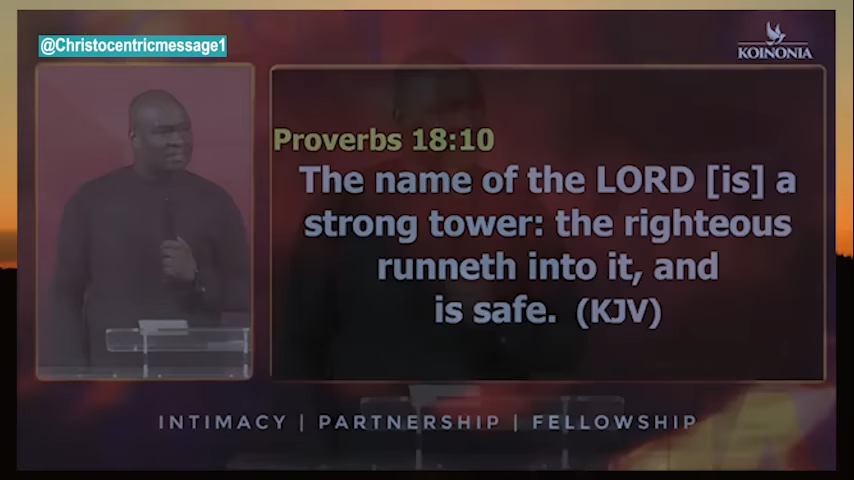 @Christocentricmessage1
KOINONIA
Proverbs 18:10
The name of the LORD [is] a
strong tower: the righteous
runneth into it, and
is safe. (KJV)
INTIMACY | PARTNERSHIP | FELLOWSHIP